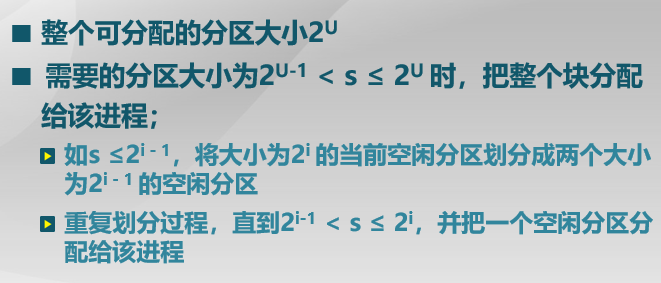 整个可分配的分区大小2^U
需要的分区大小为2^U-1 < s ≤ 2^U 时，把整个块分配
给该进程；
如s ≤2^i-1，将大小为2^i 的当前空闲分区划分成两个大小
为2^i-1 的空闲分区
重复划分过程，直到2^i-1 < s ≤ 2^i，并把一个空闲分区分
配给该进程